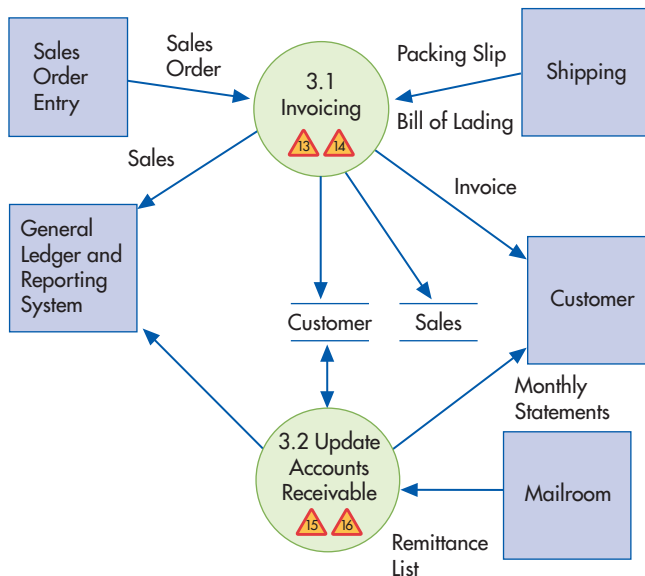 Sales
Order
Entry
Sales
Order
3.1
Invoicing
13 14
Packing Slip
Bill of Lading
Shipping
Sales
Invoice
General
Ledger and
Reporting
System
Customer
Sales
Customer
Monthly
Statements
3.2 Update
Accounts
Receivable
15 16
Mailroom
Remittance
List